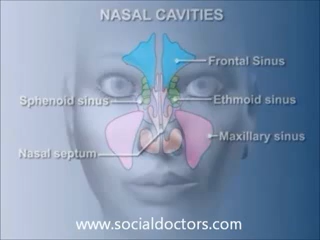 NASAL CAVITIES
Frontal Sinus
Sphenoid sinus
Ethmoid sinus
Maxillary sinus
Nasal septum
www.socialdoctors.com